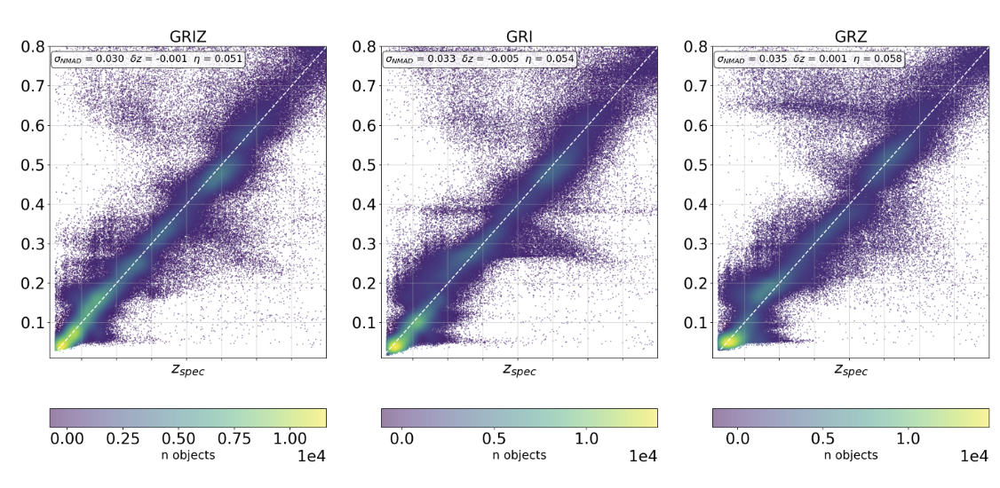 GRIZ
σNMAD = 0.030 δz = -0.001 η = 0.051
0.8
0.7
0.6
0.5
0.4
0.3
0.2
0.1
zspec
0.00 0.25 0.50 0.75 1.00
n objects
1e4
GRI
σNMAD = 0.033 δz = -0.005 η = 0.054
0.8
0.7
0.6
0.5
0.4
0.3
0.2
0.1
zspec
0.0 0.5 1.0
n objects
1e4
GRZ
σNMAD = 0.035 δz = 0.001 η = 0.058
0.8
0.7
0.6
0.5
0.4
0.3
0.2
0.1
zspec
0.0 0.5 1.0
n objects
1e4